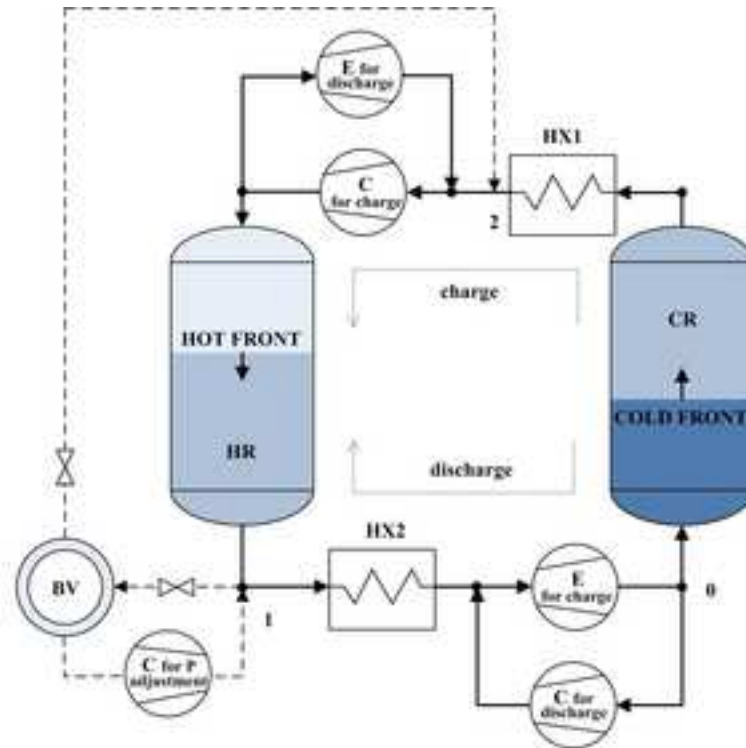 E for
discharge
HX1
C
for charge
2
charge
CR
HOT FRONT
COLD FRONT
HR
discharge
HX2
BV
E
for charge
0
1
C for P
adjustment
C for
discharge